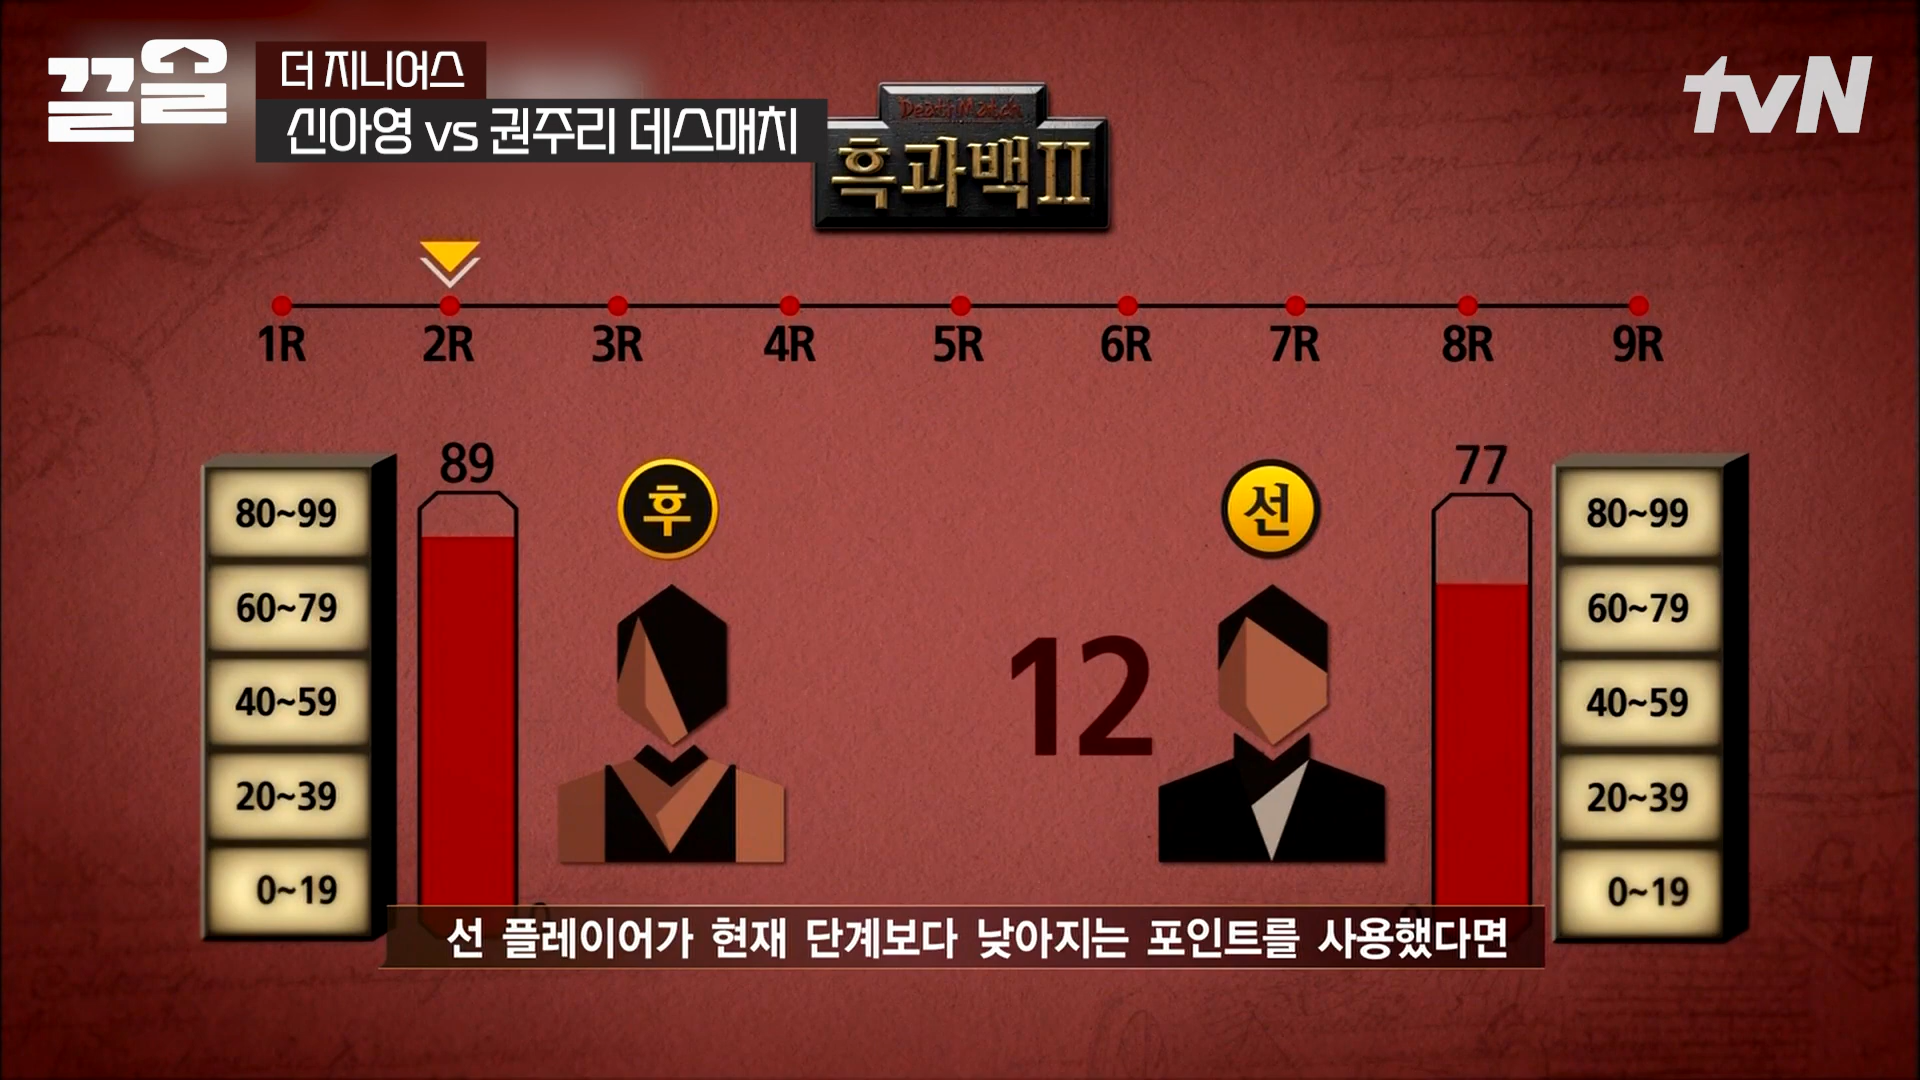 끌올
더 지니어스
신아영 vs 권주리 데스매치
tvN
Death Match
흑과백II
1R 2R 3R 4R 5R 6R 7R 8R 9R
89
77
후
선
80~99
60~79
40~59
20~39
0~19
12
80~99
60~79
40~59
20~39
0~19
선 플레이어가 현재 단계보다 낮아지는 포인트를 사용했다면